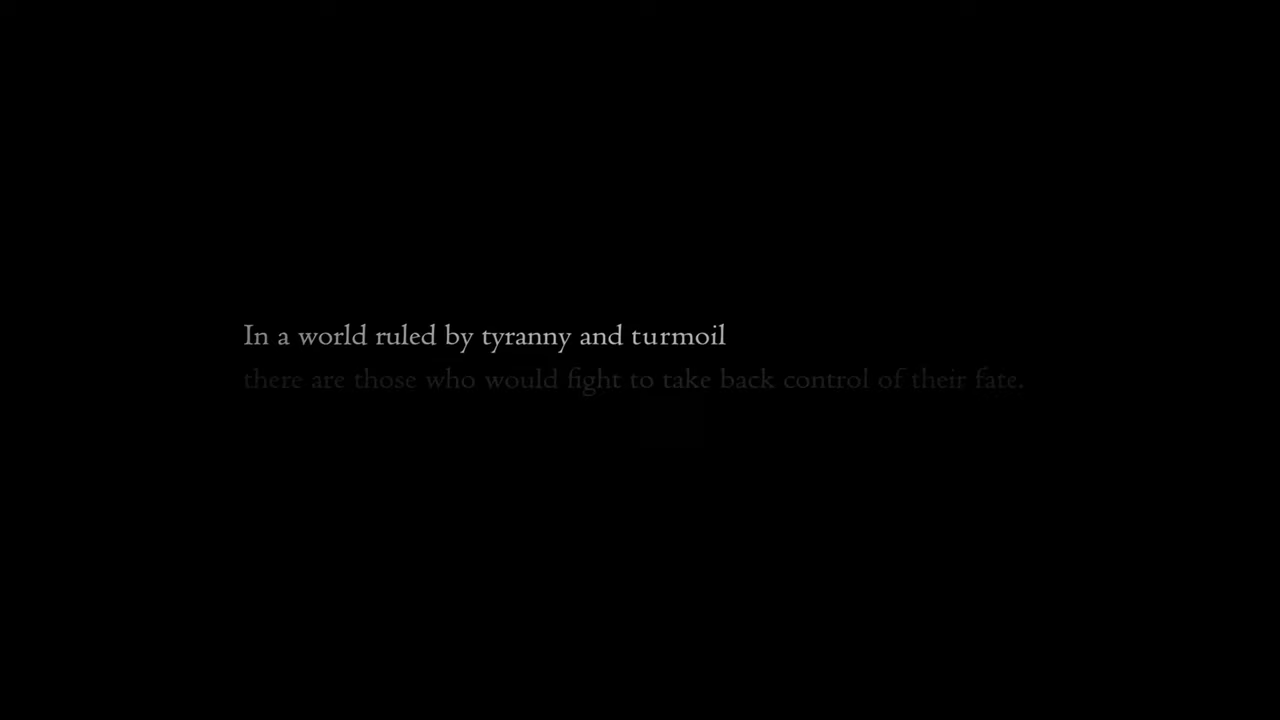 In a world ruled by tyranny and turmoil
there are those who would fight to take back control of their fate.